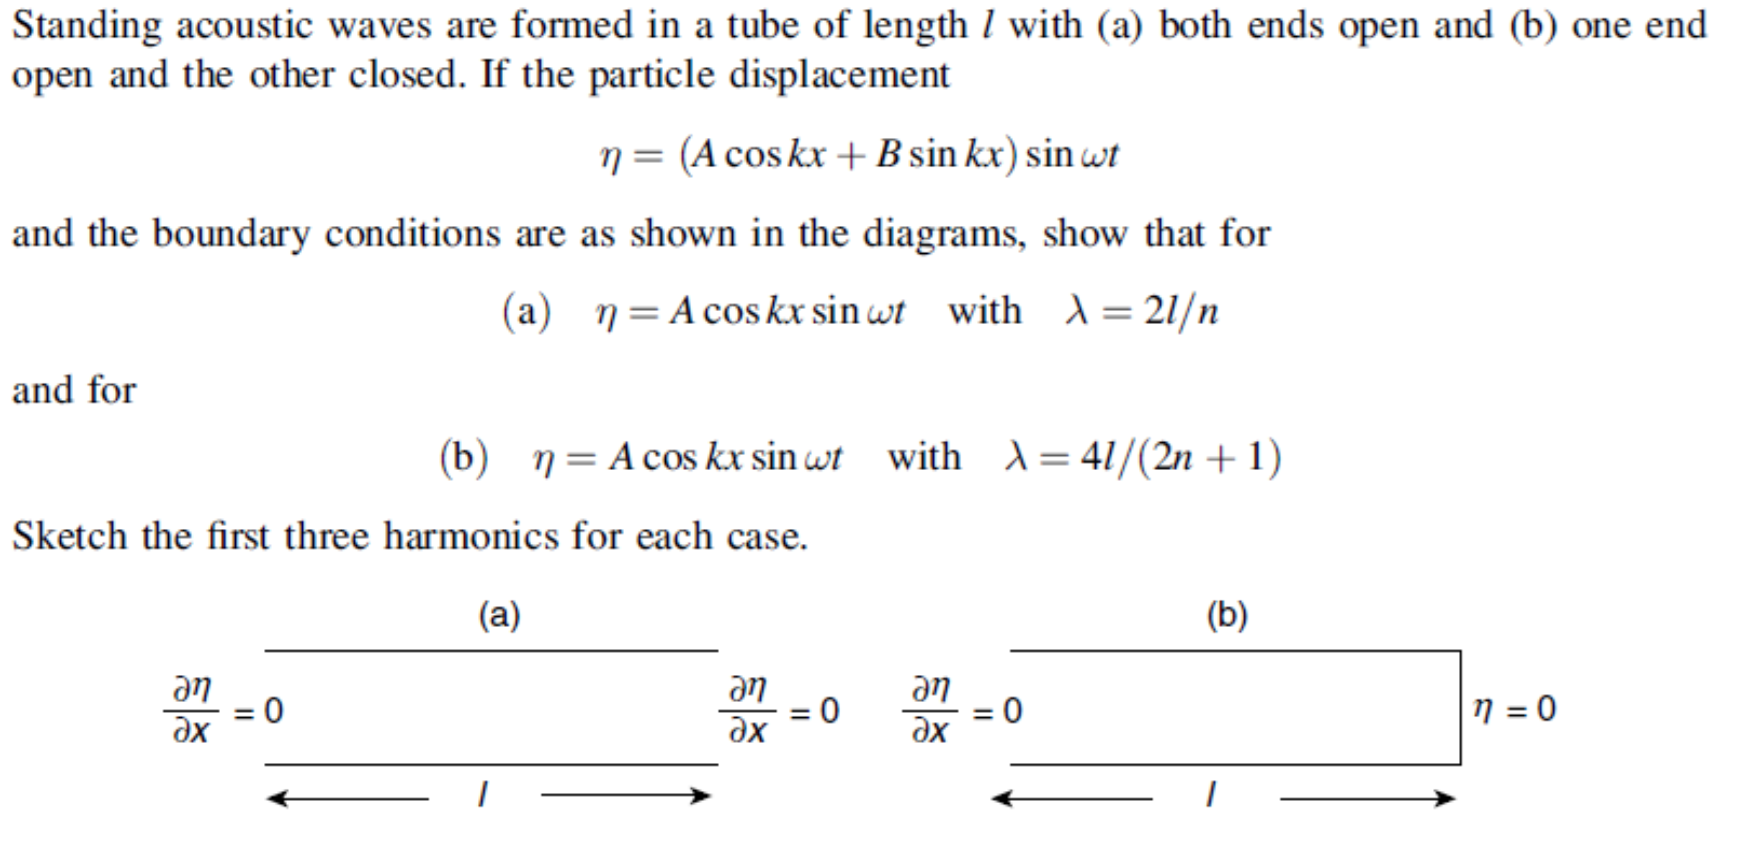 Standing acoustic waves are formed in a tube of length l with (a) both ends open and (b) one end
open and the other closed. If the particle displacement
η = (A cos kx + B sin kx) sin ωt
and the boundary conditions are as shown in the diagrams, show that for
(a) η = A cos kx sin ωt with λ = 2l/n
and for
(b) η = A cos kx sin ωt with λ = 4l/(2n + 1)
Sketch the first three harmonics for each case.
(a) (b)
∂η/∂x = 0 ∂η/∂x = 0 ∂η/∂x = 0 η = 0
l l